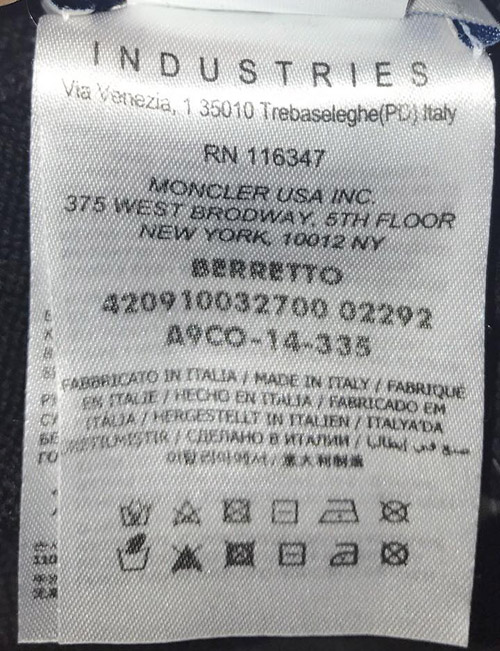 INDUSTRIES
Via Venezia, 1 35010 Trebaseleghe(PD) Italy
RN 116347
MONCLER USA INC.
375 WEST BRODWAY, 5TH FLOOR
NEW YORK, 10012 NY
BERRETTO
420910032700 02292
A9CO-14-335
FABBRICATO IN ITALIA / MADE IN ITALY / FABRIQUÉ
EN ITALIE / HECHO EN ITALIA / FABRICADO EM
ITALIA / HERGESTELLT IN ITALIEN / ITALYA'DA
/ СДЕЛАНО В ИТАЛИИ / صنع في إيطاليا
이탈리아에서 / 意大利制造
110